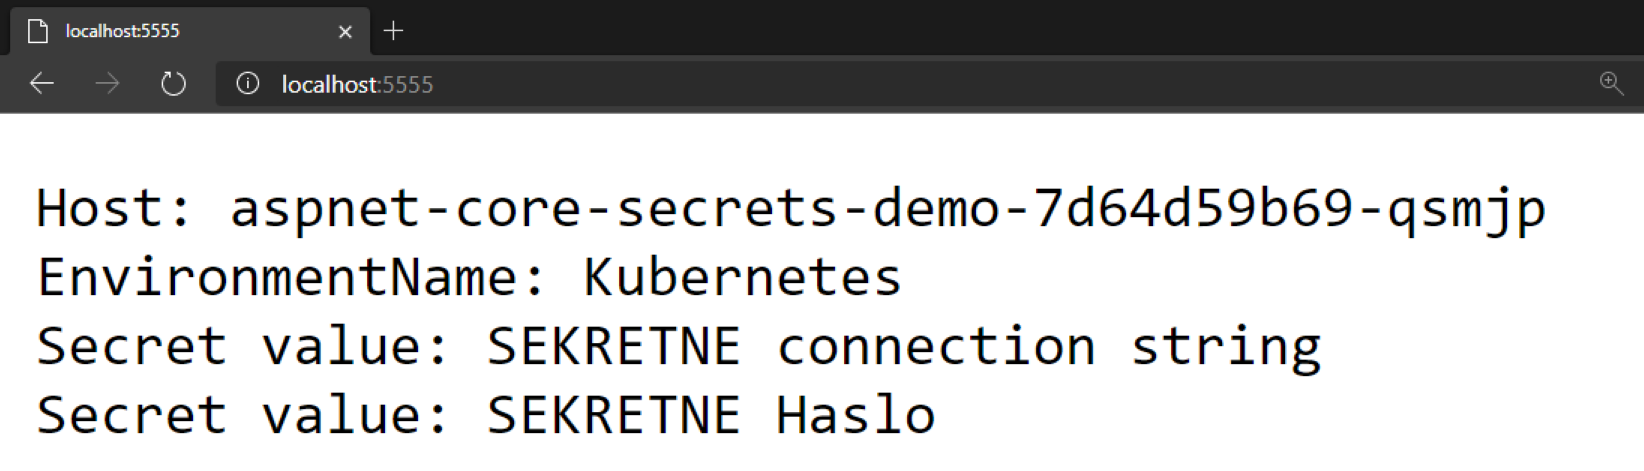 localhost:5555
localhost:5555
Host: aspnet-core-secrets-demo-7d64d59b69-qsmjp
EnvironmentName: Kubernetes
Secret value: SEKRETNE connection string
Secret value: SEKRETNE Haslo